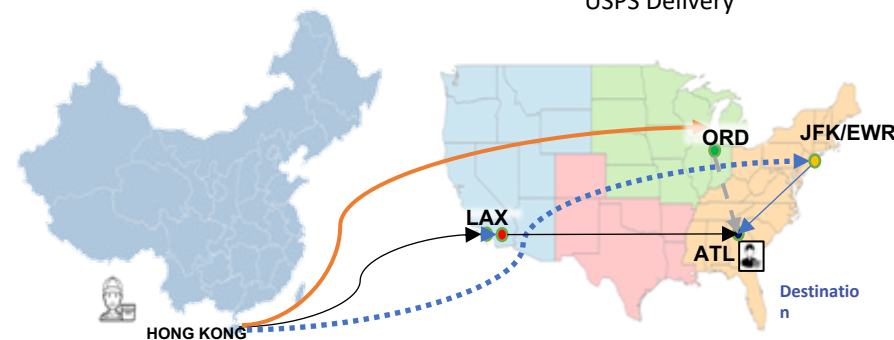 USPS Delivery
ORD
JFK/EWR
LAX
ATL
Destinatio
n
HONG KONG